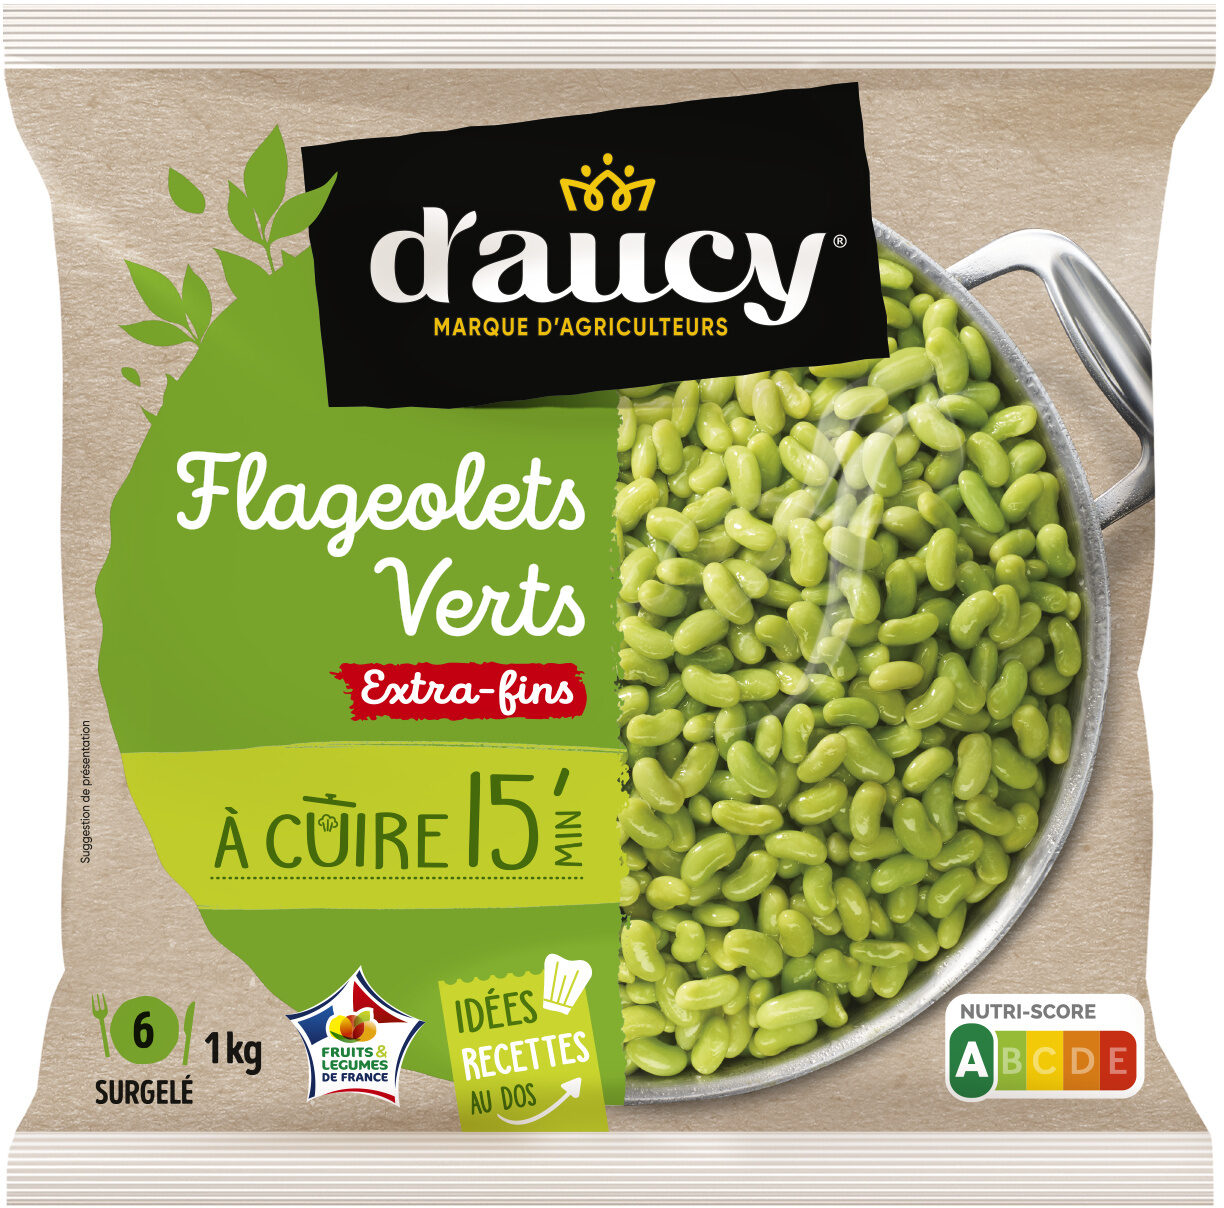 d'aucy®
MARQUE D'AGRICULTEURS
Flageolets
Verts
Extra-fins
À CUIRE 15' MIN
Suggestion de présentation
6
1kg
SURGELÉ
FRUITS &
LEGUMES
DE FRANCE
IDÉES
RECETTES
AU DOS
NUTRI-SCORE
A B C D E